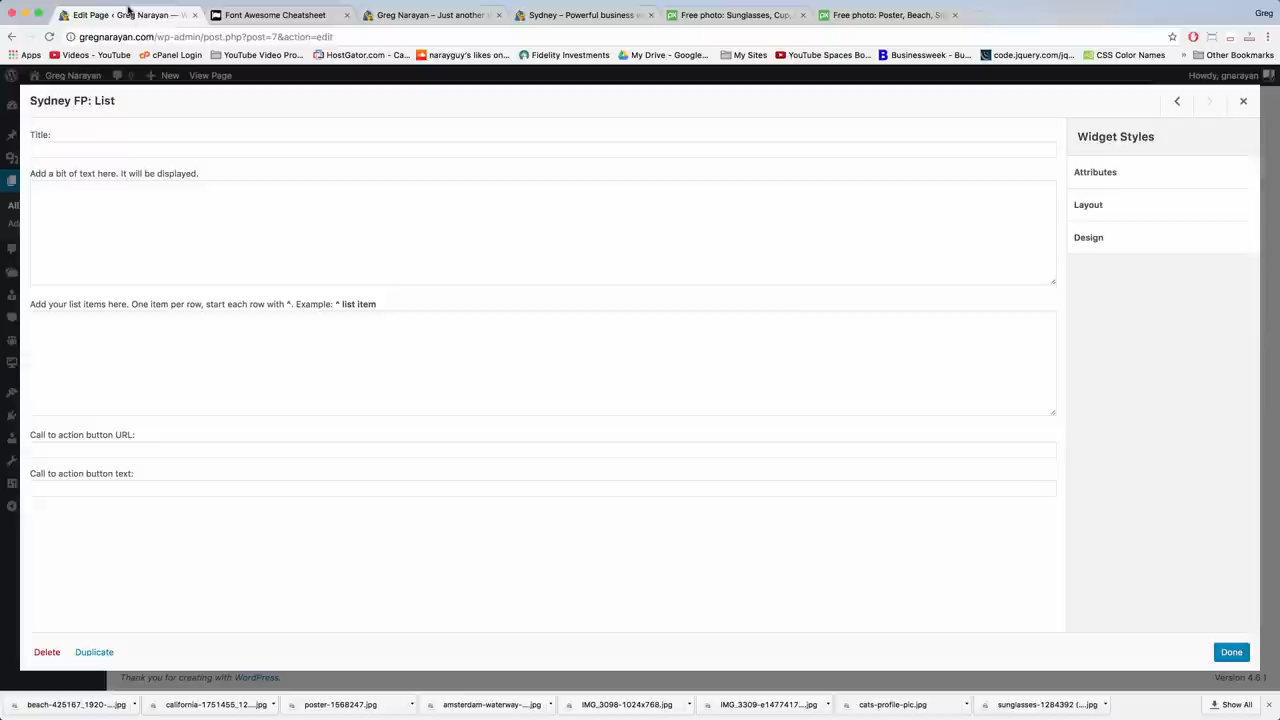 Edit Page ‹ Greg Narayan — W
Font Awesome Cheatsheet
Greg Narayan – Just another W
Sydney – Powerful business w
Free photo: Sunglasses, Cup,
Free photo: Poster, Beach, St
Greg
gregnarayan.com/wp-admin/post.php?post=7&action=edit
Apps
Videos - YouTube
cPanel Login
YouTube Video For...
HostGator.com - Ca...
narayguy's likes on...
Fidelity Investments
My Drive - Google...
My Sites
YouTube Spaces Bo...
Businessweek - Bu...
code.jquery.com/jq...
CSS Color Names
»
Other Bookmarks
Greg Narayan
0
New
View Page
Howdy, gnarayan
Sydney FP: List
Title:
Add a bit of text here. It will be displayed.
Add your list items here. One item per row, start each row with ^. Example: ^ list item
Call to action button URL:
Call to action button text:
Widget Styles
Attributes
Layout
Design
All
Ad
Delete
Duplicate
Done
Thank you for creating with WordPress.
Version 4.6.1
beach-425167_1920-....jpg
california-1751455_12....jpg
poster-1568247.jpg
amsterdam-waterway-....jpg
IMG_3098-1024x768.jpg
IMG_3309-e1477417....jpg
cats-profile-pic.jpg
sunglasses-1284392 (....jpg
Show All